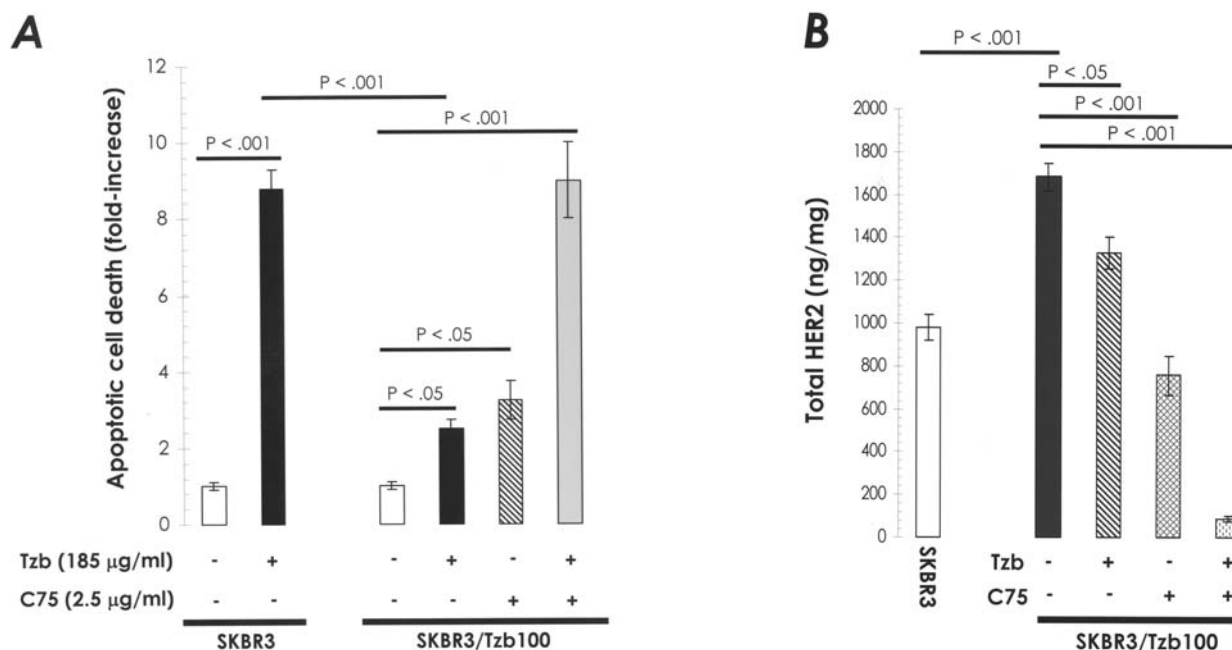 A
Apoptotic cell death (fold-increase)
12
10
8
6
4
2
0
P < .001
P < .001
P < .001
P < .05
P < .05
Tzb (185 μg/ml) - + - + - +
C75 (2.5 μg/ml) - - - - + +
SKBR3 SKBR3/Tzb100
B
Total HER2 (ng/mg)
2000
1800
1600
1400
1200
1000
800
600
400
200
0
P < .001
P < .05
P < .001
P < .001
SKBR3
Tzb - + - +
C75 - - + +
SKBR3/Tzb100